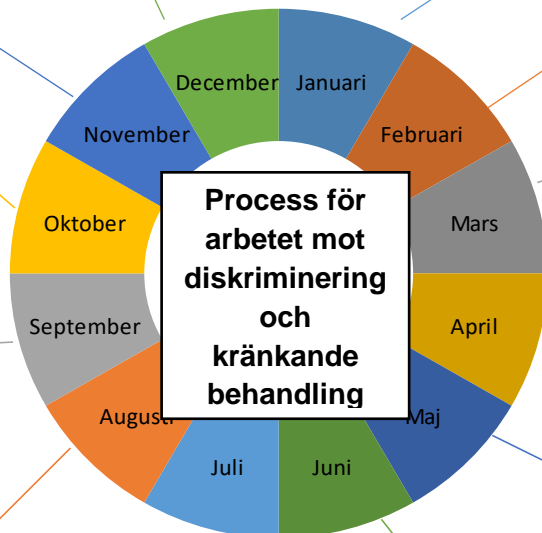 December
Januari
November
Februari
Oktober
Mars
Process för
arbetet mot
diskriminering
och
kränkande
behandling
September
April
Augusti
Maj
Juli
Juni